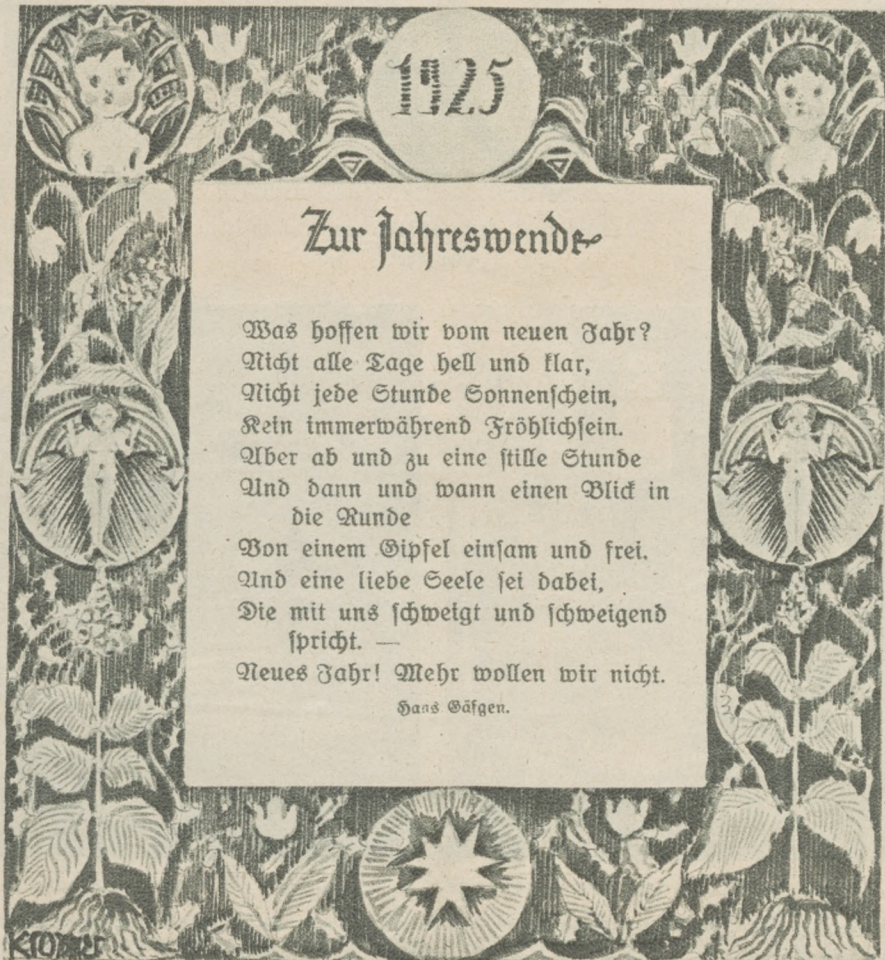 1925
Zur Jahreswende
Was hoffen wir vom neuen Jahr?
Nicht alle Tage hell und klar,
Nicht jede Stunde Sonnenschein,
Kein immerwährend Fröhlichsein.
Aber ab und zu eine stille Stunde
Und dann und wann einen Blick in
die Runde
Von einem Gipfel einsam und frei.
Und eine liebe Seele sei dabei,
Die mit uns schweigt und schweigend
spricht. —
Neues Jahr! Mehr wollen wir nicht.
Hans Gäfgen.